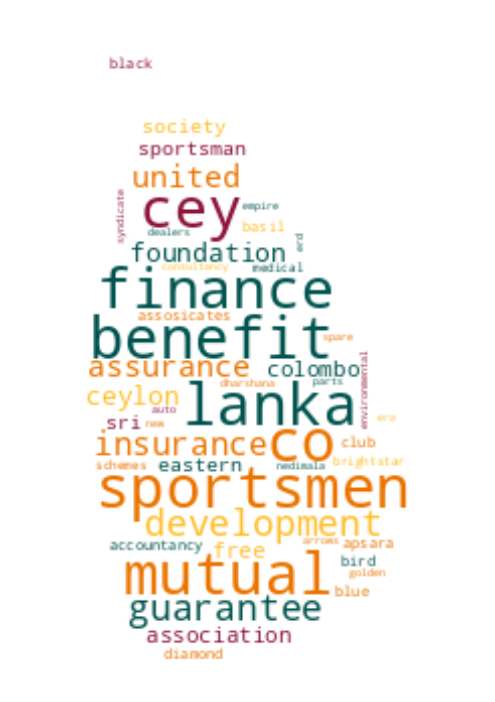 black
society
sportsman
united
syndicate
cey
empire
basil
dealers
erd
foundation
consultancy
medical
finance
assosicates
benefit
spare
assurance
colombo
environmental
dharshana
parts
ceylon
lanka
auto
era
sri
new
insurance
co
club
schemes
eastern
nedimala
brightstar
sportsmen
development
accountancy
free
arrows
apsara
bird
mutual
golden
blue
guarantee
association
diamond